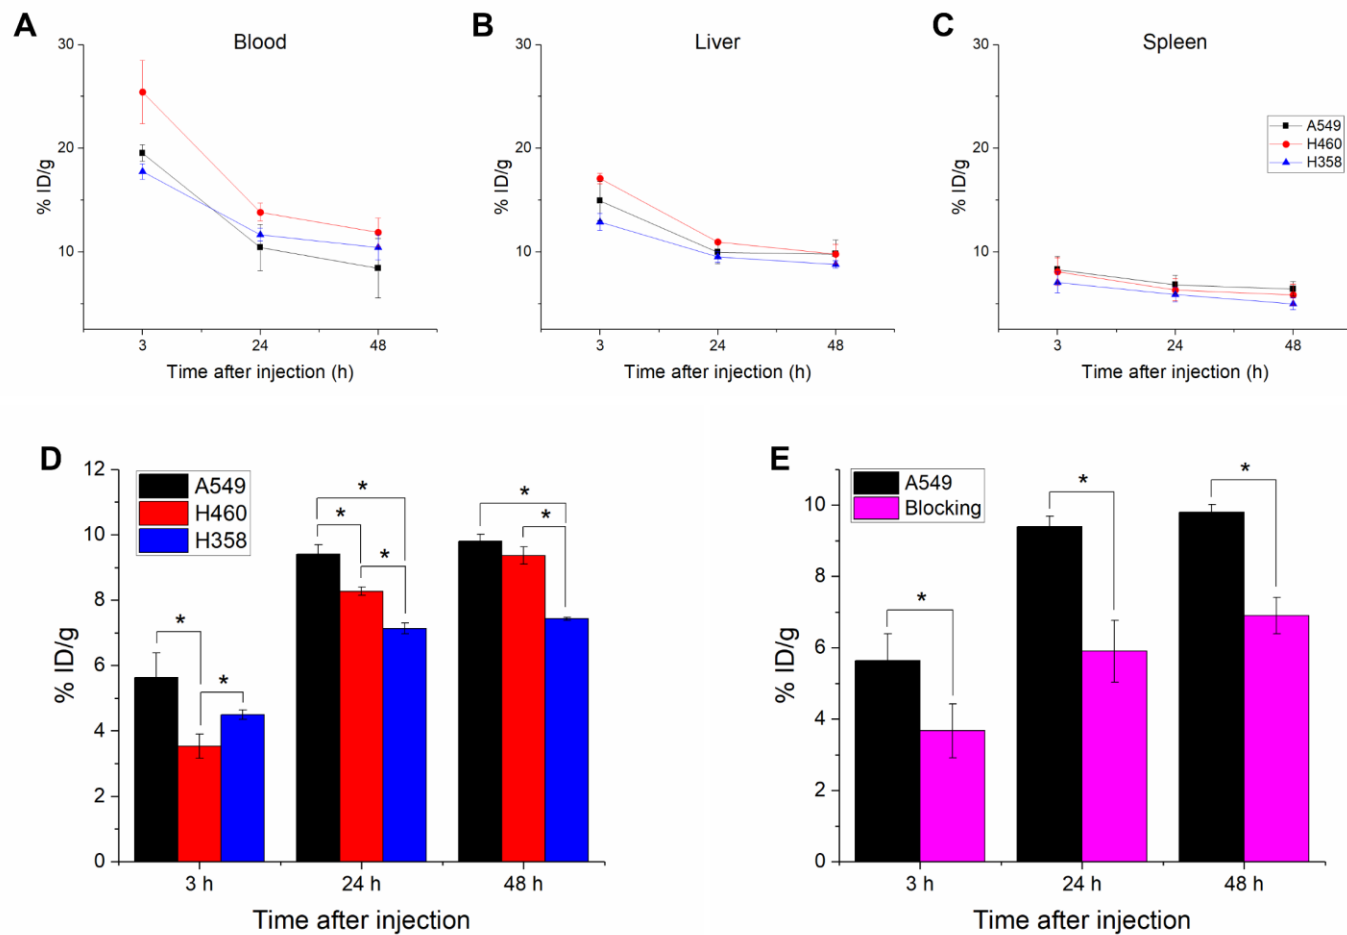 A
Blood
30
20
10
% ID/g
3
24
48
Time after injection (h)
B
Liver
30
20
10
% ID/g
3
24
48
Time after injection (h)
C
Spleen
30
20
10
% ID/g
A549
H460
H358
3
24
48
Time after injection (h)
D
12
10
8
6
4
2
0
% ID/g
A549
H460
H358
*
*
*
*
*
*
*
3 h
24 h
48 h
Time after injection
E
10
8
6
4
2
0
% ID/g
A549
Blocking
*
*
*
3 h
24 h
48 h
Time after injection